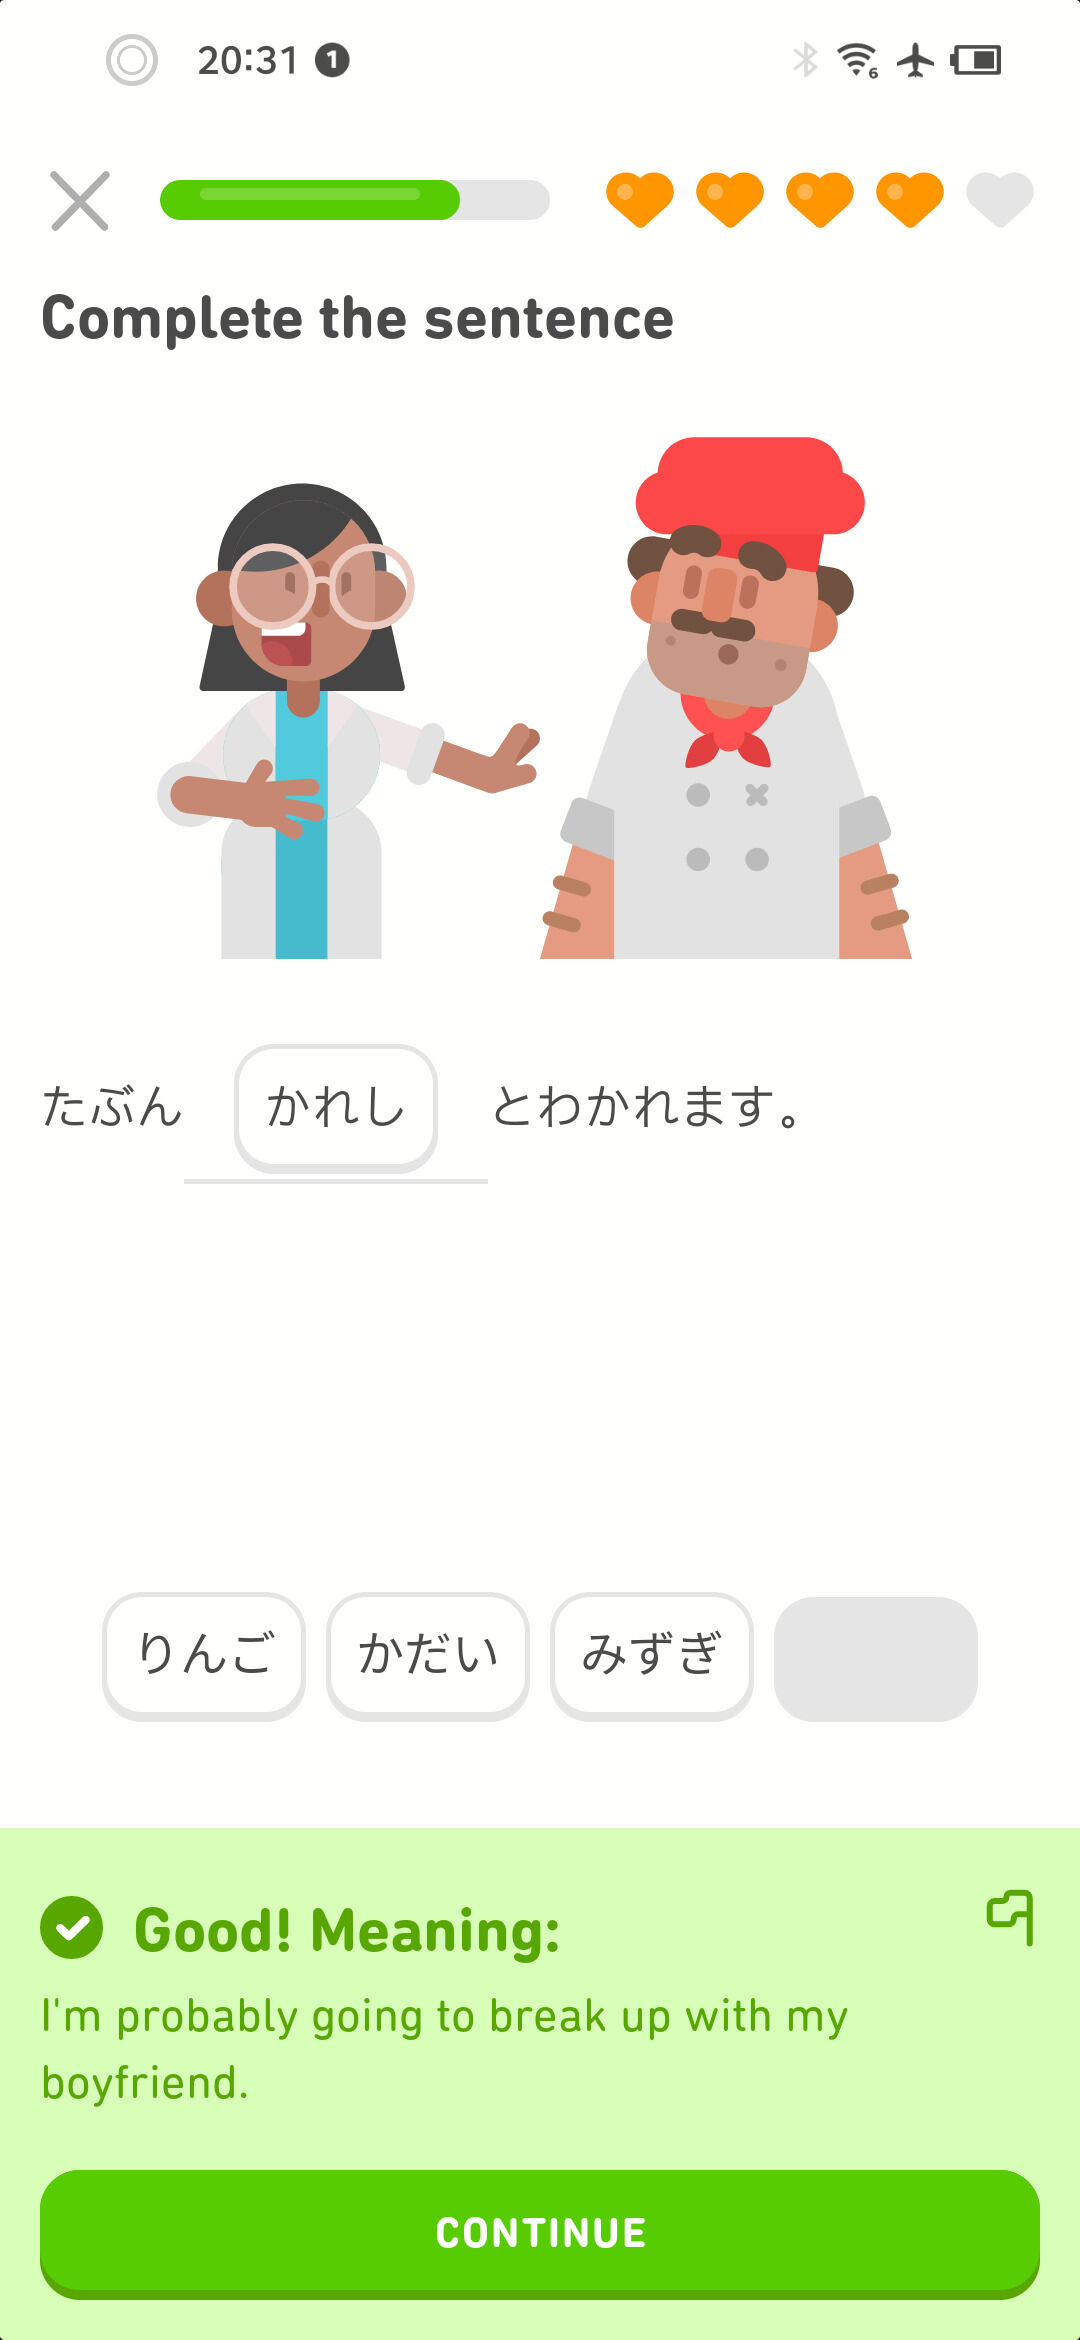 20:31 1
6
Complete the sentence
たぶん かれし とわかれます。
りんご かだい みずぎ
Good! Meaning:
I'm probably going to break up with my
boyfriend.
CONTINUE